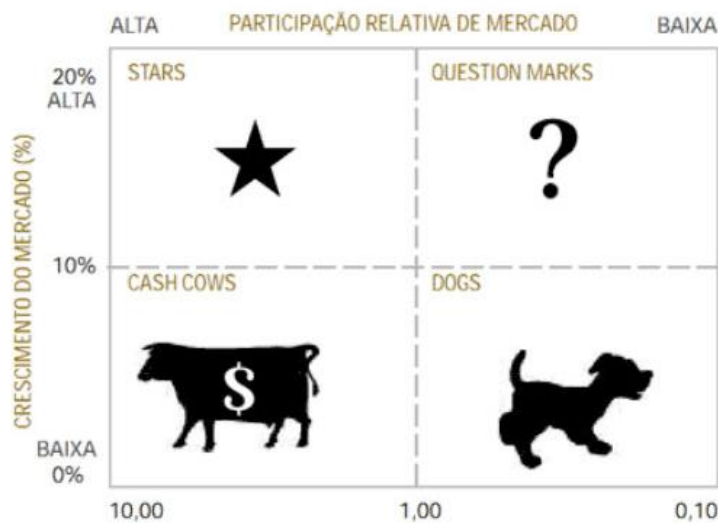 ALTA PARTICIPAÇÃO RELATIVA DE MERCADO BAIXA
20%
ALTA
STARS
QUESTION MARKS
?
CRESCIMENTO DO MERCADO (%)
10%
CASH COWS
DOGS
$
BAIXA
0%
10,00 1,00 0,10